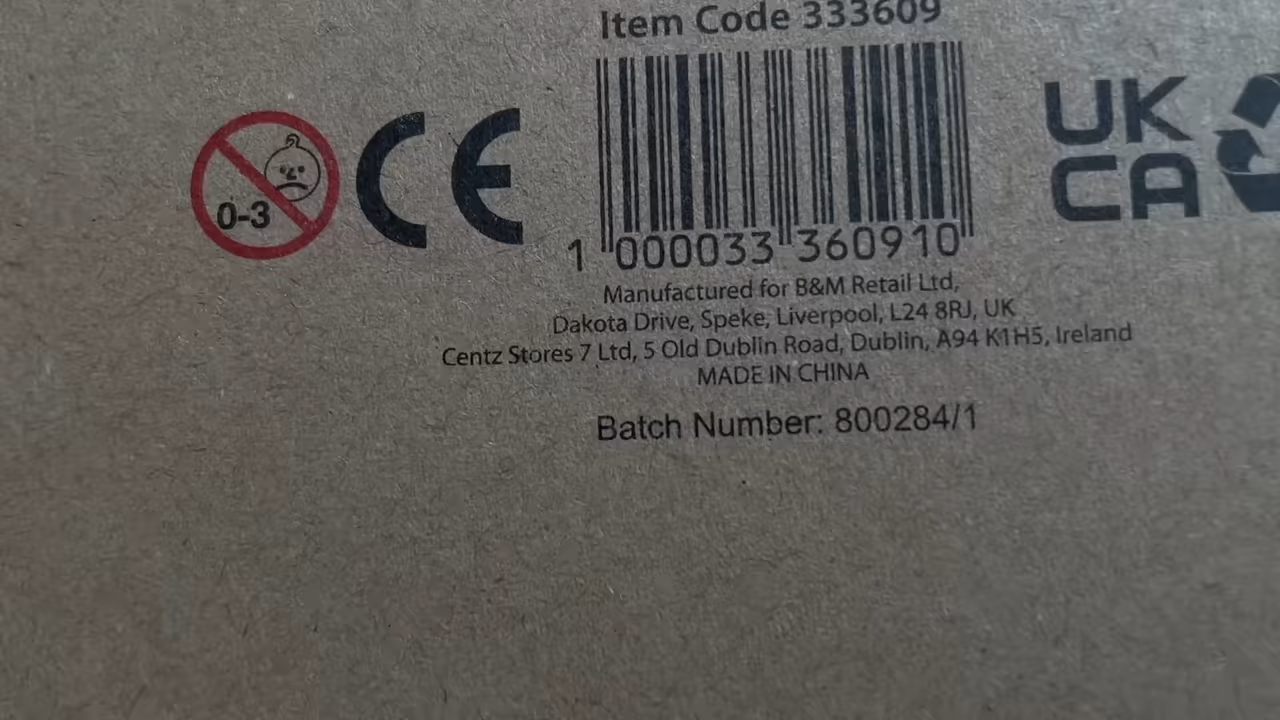 Item Code 333609
0-3
CE
UK
CA
1 000033 360910
Manufactured for B&M Retail Ltd,
Dakota Drive, Speke, Liverpool, L24 8RJ, UK
Centz Stores 7 Ltd, 5 Old Dublin Road, Dublin, A94 K1H5, Ireland
MADE IN CHINA
Batch Number: 800284/1